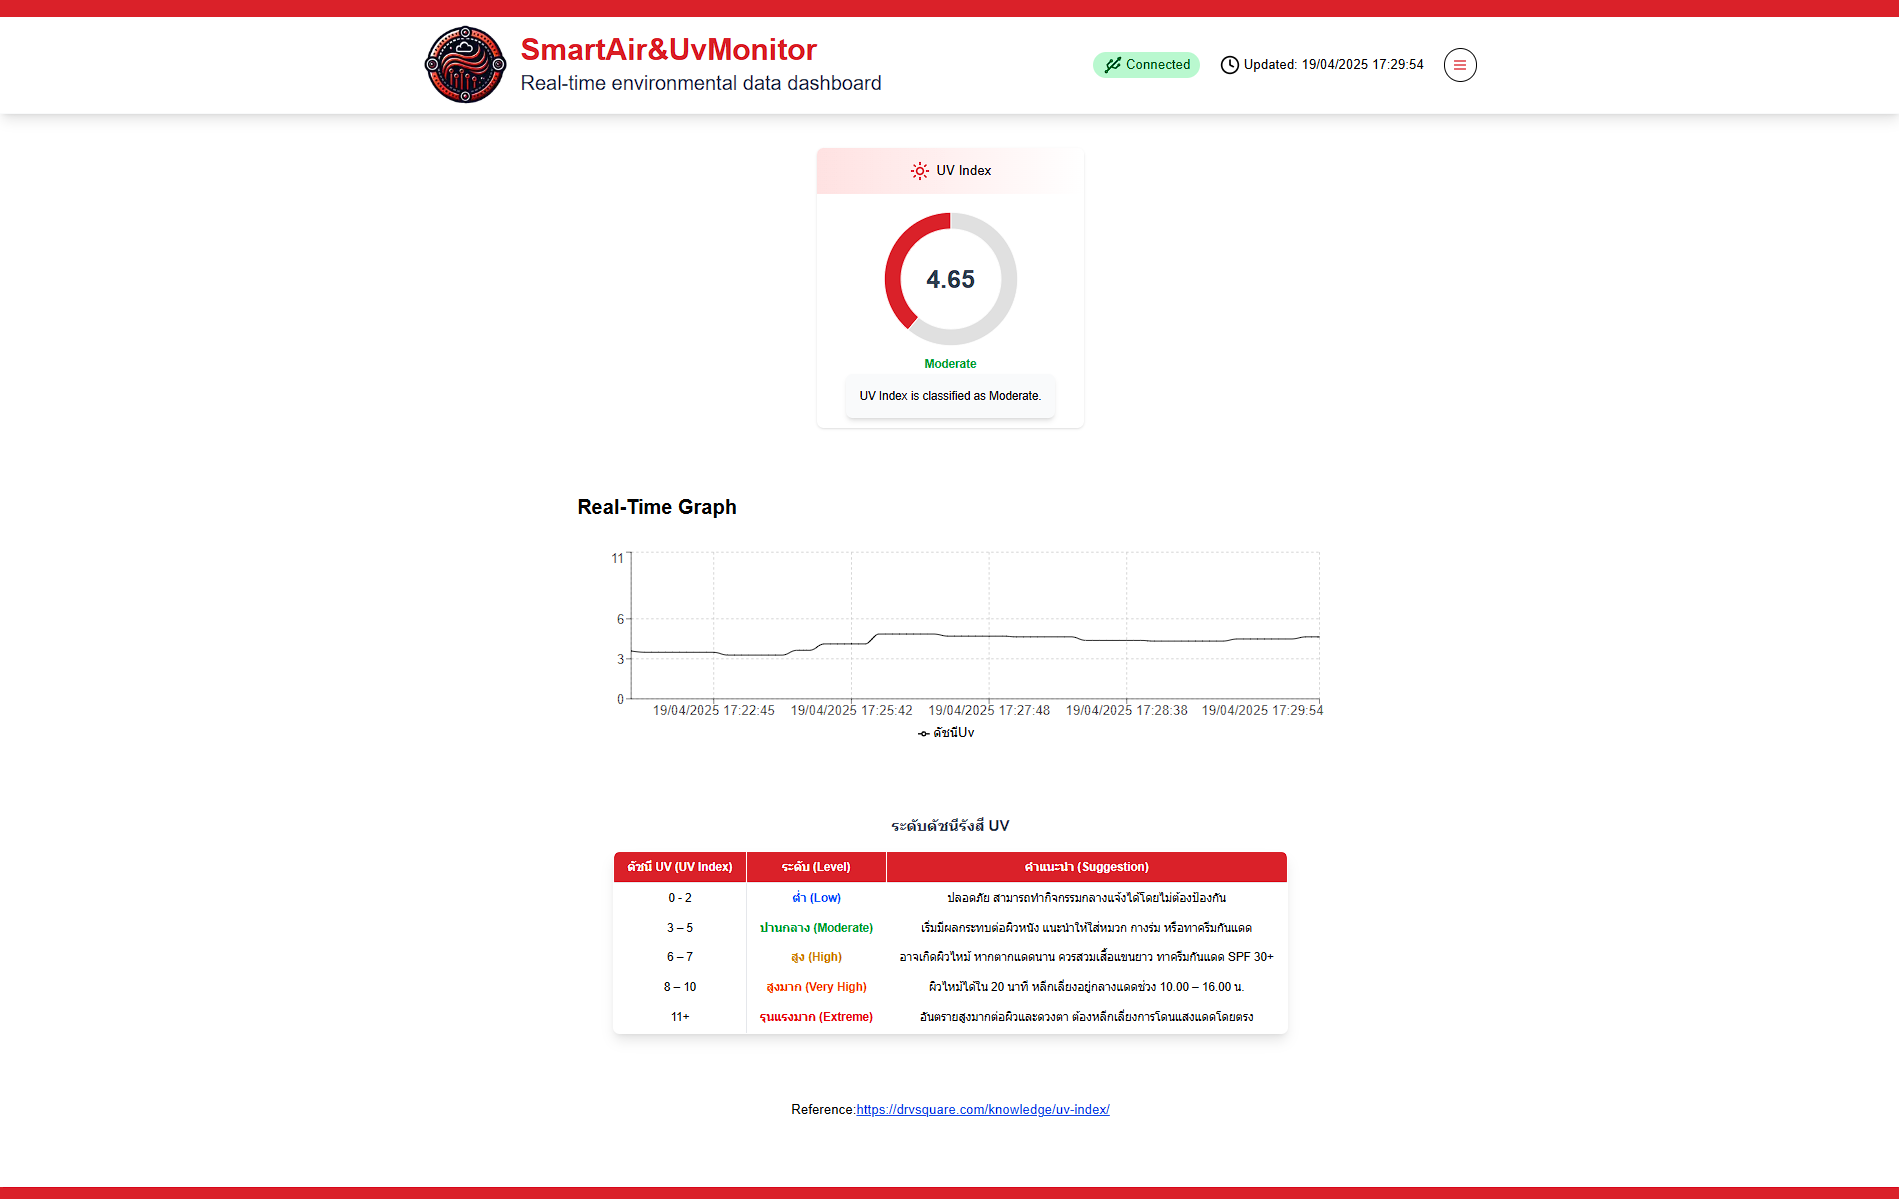 SmartAir&UvMonitor
Real-time environmental data dashboard
Connected
Updated: 19/04/2025 17:29:54
UV Index
4.65
Moderate
UV Index is classified as Moderate.
Real-Time Graph
11
6
3
0
19/04/2025 17:22:45 19/04/2025 17:25:42 19/04/2025 17:27:48 19/04/2025 17:28:38 19/04/2025 17:29:54
ดัชนีUv
ระดับดัชนีรังสี UV
ดัชนี UV (UV Index) ระดับ (Level) คำแนะนำ (Suggestion)
0 - 2 ต่ำ (Low) ปลอดภัย สามารถทำกิจกรรมกลางแจ้งได้โดยไม่ต้องป้องกัน
3 – 5 ปานกลาง (Moderate) เริ่มมีผลกระทบต่อผิวหนัง แนะนำให้ใส่หมวก กางร่ม หรือทาครีมกันแดด
6 – 7 สูง (High) อาจเกิดผิวไหม้ หากตากแดดนาน ควรสวมเสื้อแขนยาว ทาครีมกันแดด SPF 30+
8 – 10 สูงมาก (Very High) ผิวไหม้ได้ใน 20 นาที หลีกเลี่ยงอยู่กลางแดดช่วง 10.00 – 16.00 น.
11+ รุนแรงมาก (Extreme) อันตรายสูงมากต่อผิวและดวงตา ต้องหลีกเลี่ยงการโดนแสงแดดโดยตรง
Reference:https://drvsquare.com/knowledge/uv-index/